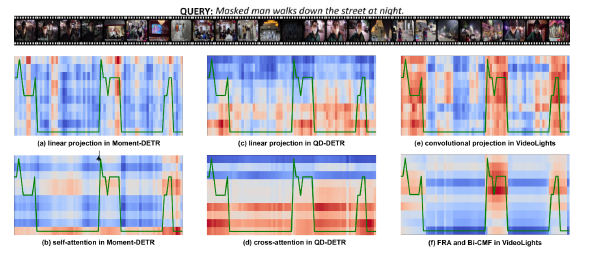 QUERY: Masked man walks down the street at night.
(a) linear projection in Moment-DETR
(c) linear projection in QD-DETR
(e) convolutional projection in VideoLights
(b) self-attention in Moment-DETR
(d) cross-attention in QD-DETR
(f) FRA and Bi-CMF in VideoLights